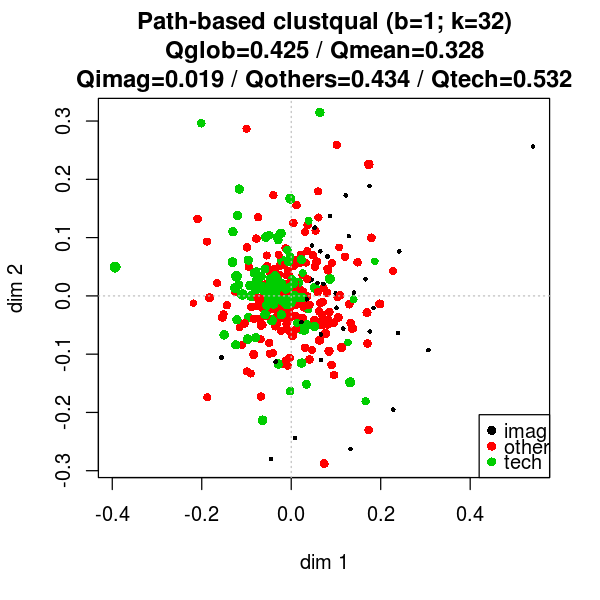 Path-based clustqual (b=1; k=32)
Qglob=0.425 / Qmean=0.328
Qimag=0.019 / Qothers=0.434 / Qtech=0.532
0.3
0.2
0.1
0.0
-0.1
-0.2
-0.3
dim 2
imag
other
tech
-0.4
-0.2
0.0
0.2
0.4
dim 1